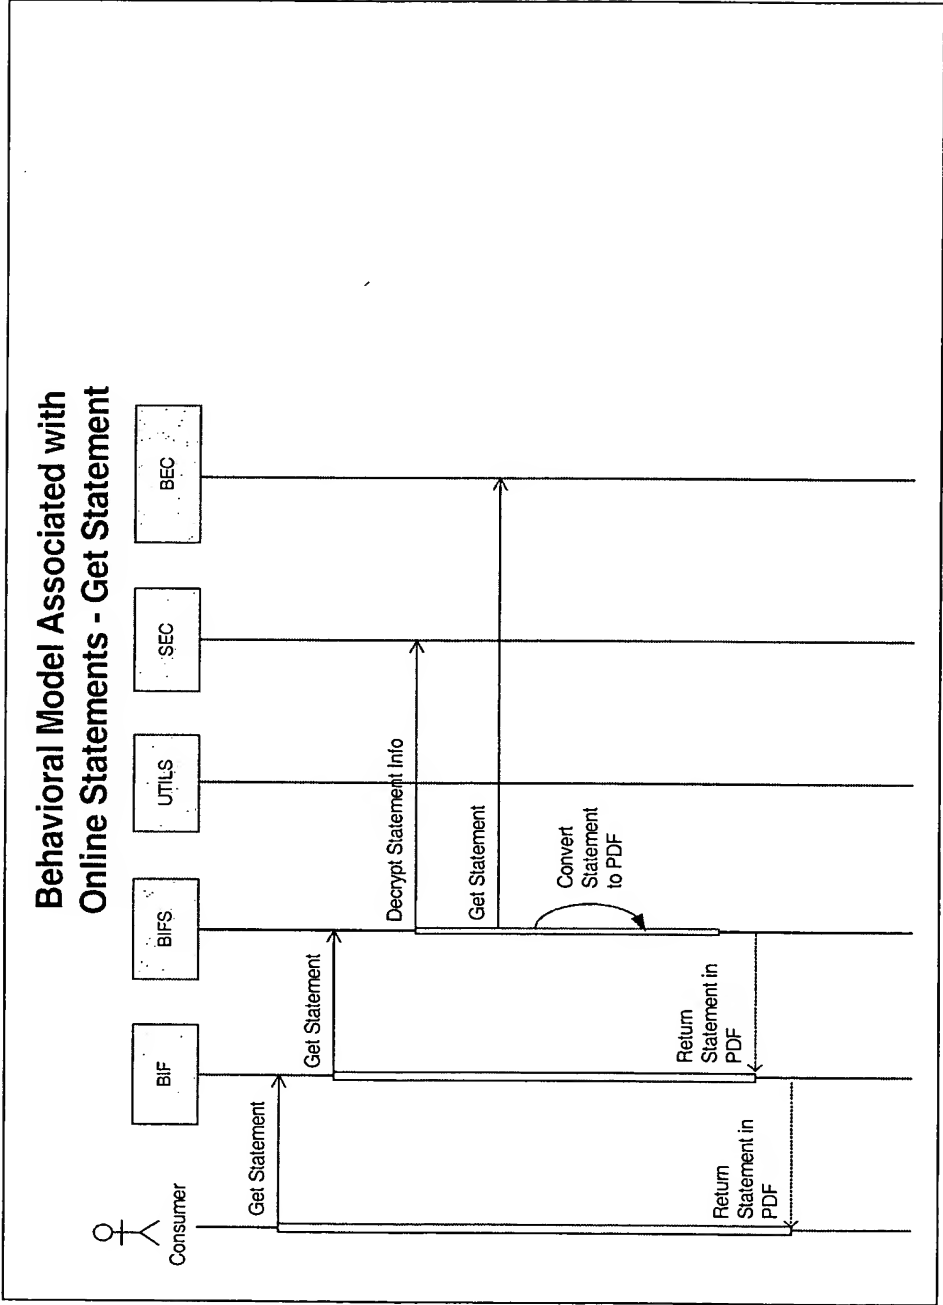 Behavioral Model Associated with
Online Statements - Get Statement
Consumer
BIF
BIFS
UTILS
SEC
BEC
Get Statement
Get Statement
Decrypt Statement Info
Get Statement
Convert
Statement
to PDF
Return
Statement in
PDF
Return
Statement in
PDF